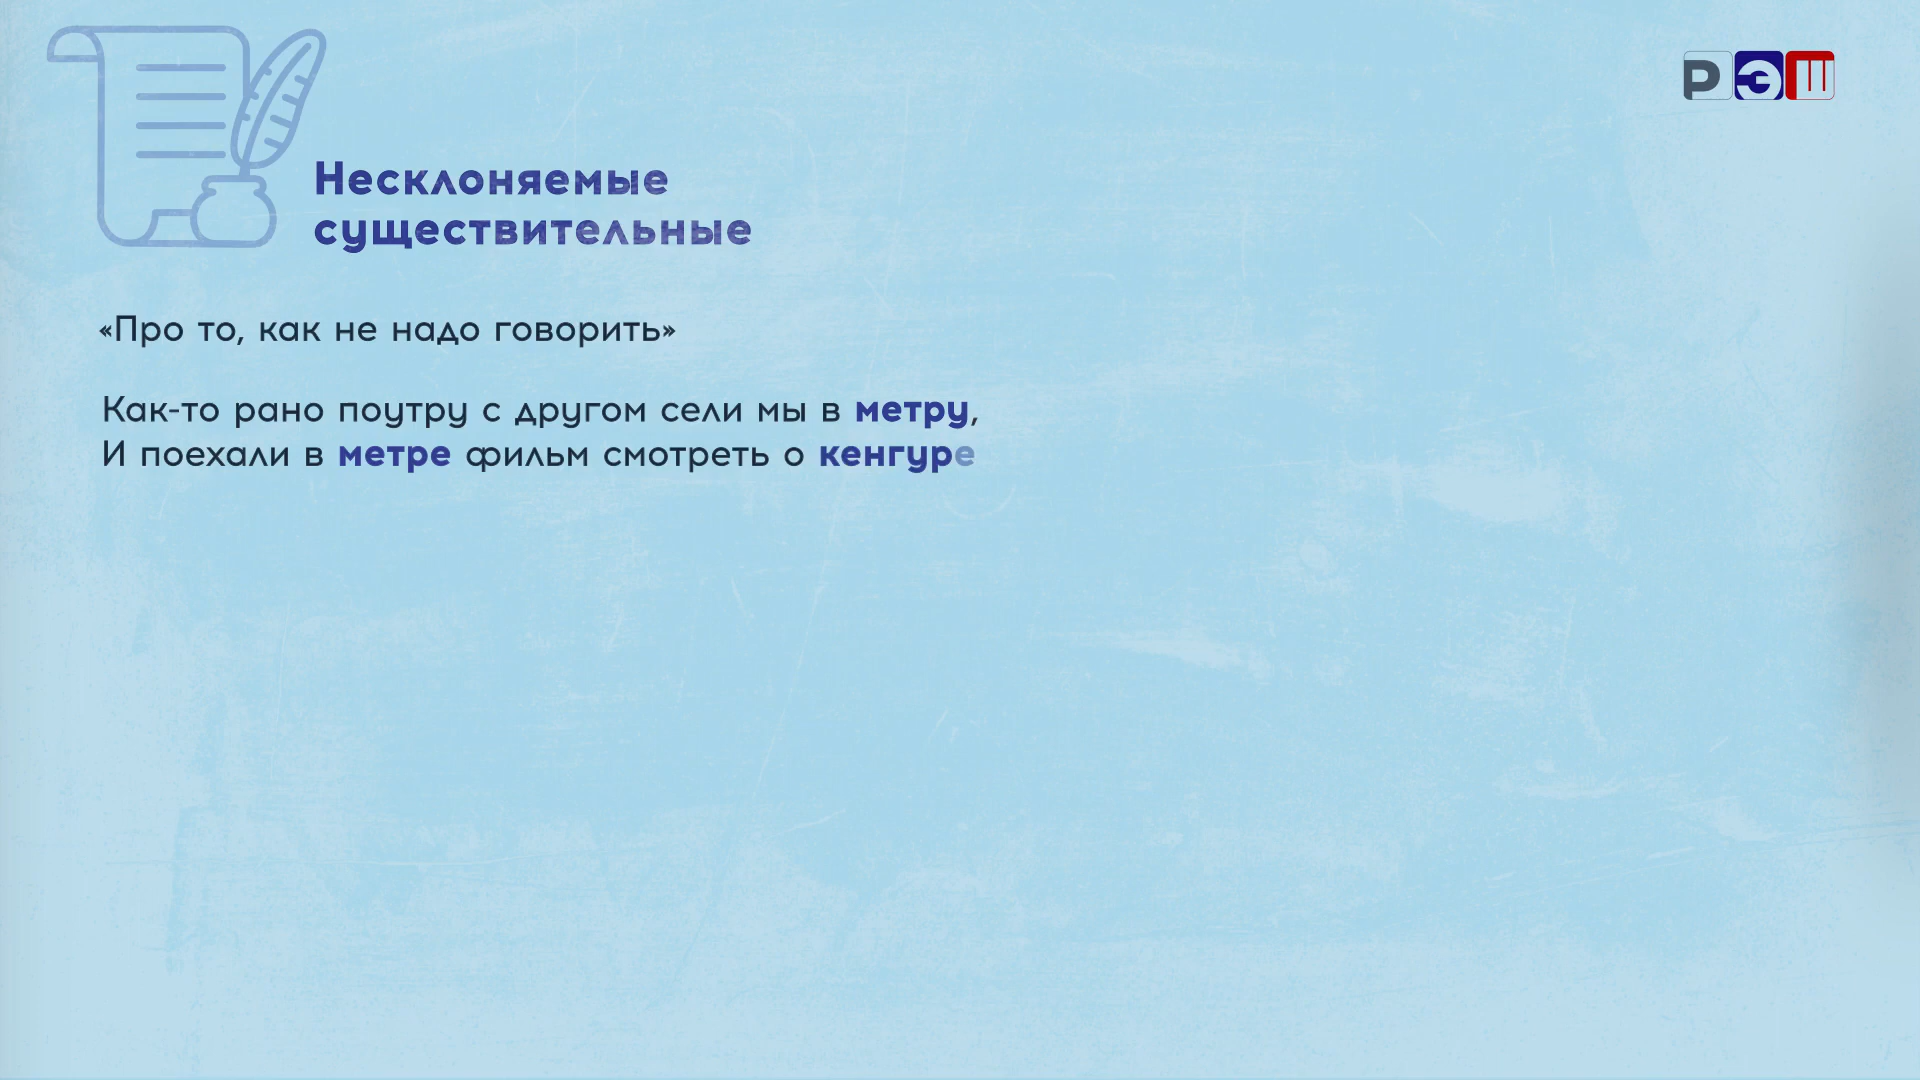 РЭШ
Несклоняемые
существительные
«Про то, как не надо говорить»
Как-то рано поутру с другом сели мы в метру,
И поехали в метре фильм смотреть о кенгуре